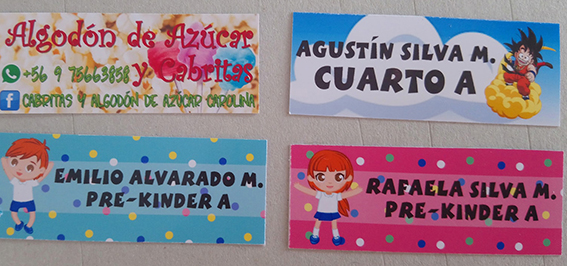 Algodón de Azúcar
y Cabritas
+56 9 75663858
CABRITAS Y ALGODÓN DE AZÚCAR CAROLINA
AGUSTÍN SILVA M.
CUARTO A
EMILIO ALVARADO M.
PRE-KINDER A
RAFAELA SILVA M.
PRE-KINDER A